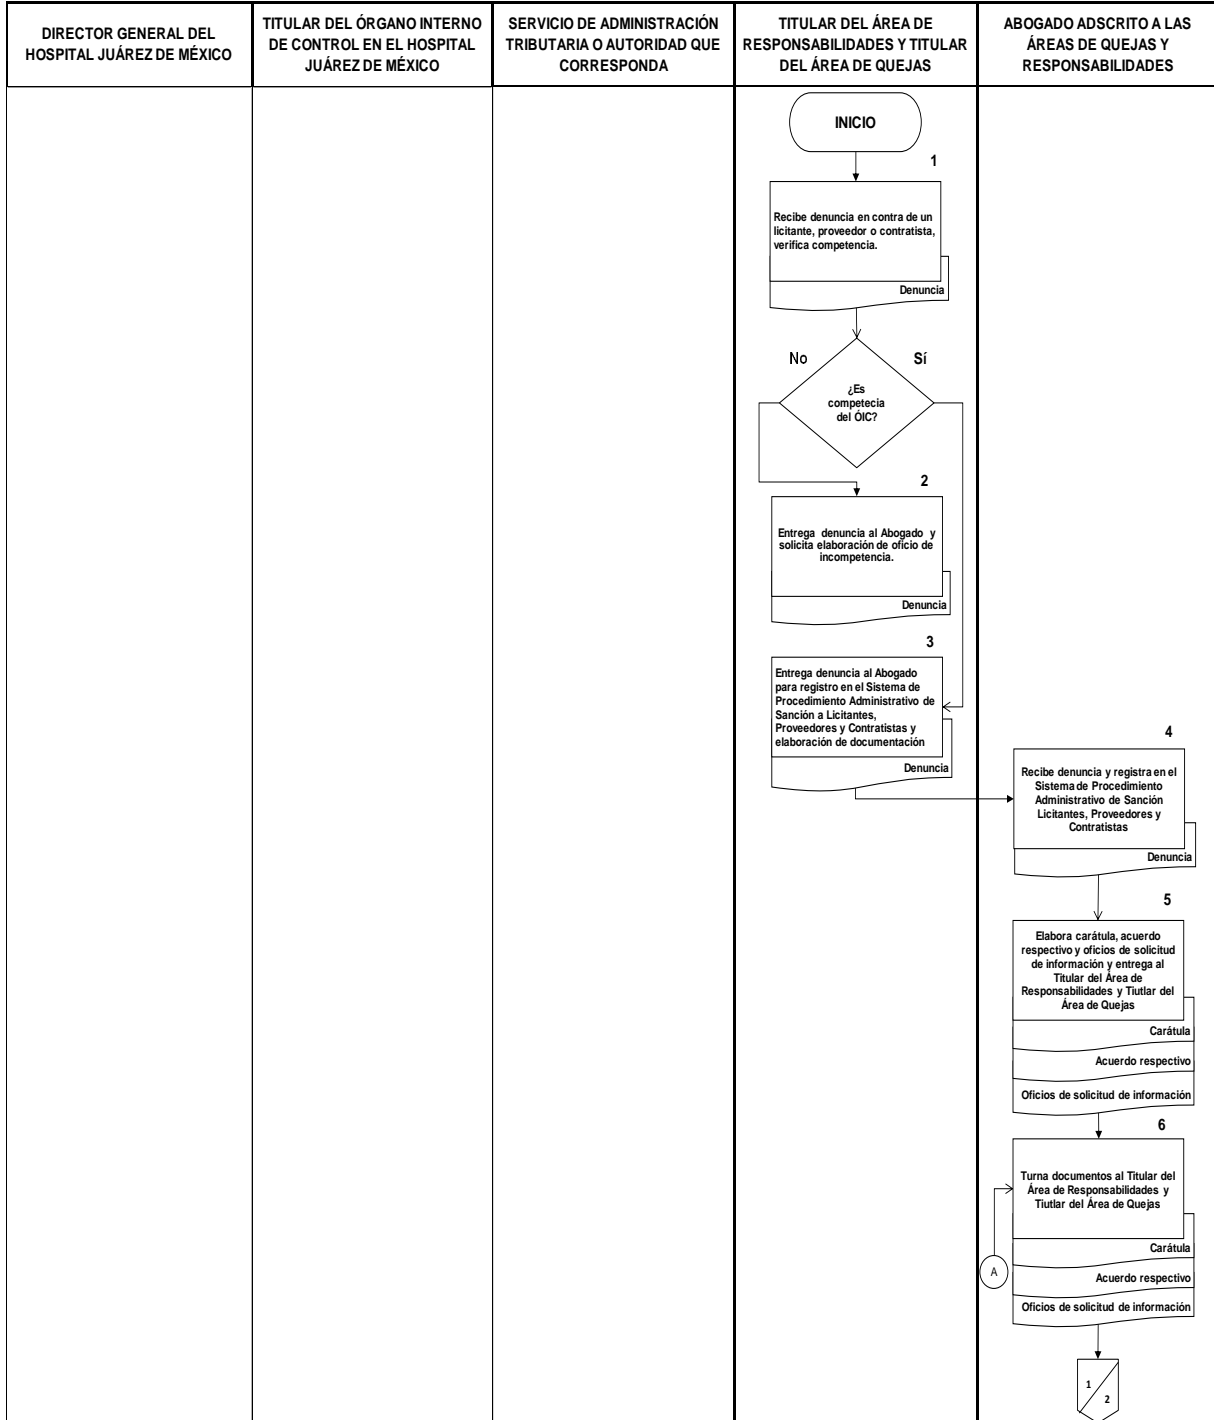 DIRECTOR GENERAL DEL
HOSPITAL JUÁREZ DE MÉXICO
TITULAR DEL ÓRGANO INTERNO
DE CONTROL EN EL HOSPITAL
JUÁREZ DE MÉXICO
SERVICIO DE ADMINISTRACIÓN
TRIBUTARIA O AUTORIDAD QUE
CORRESPONDA
TITULAR DEL ÁREA DE
RESPONSABILIDADES Y TITULAR
DEL ÁREA DE QUEJAS
ABOGADO ADSCRITO A LAS
ÁREAS DE QUEJAS Y
RESPONSABILIDADES
INICIO
1
Recibe denuncia en contra de un
licitante, proveedor o contratista,
verifica competencia.
Denuncia
No
Sí
¿Es
competecia
del ÓIC?
2
Entrega denuncia al Abogado y
solicita elaboración de oficio de
incompetencia.
Denuncia
3
Entrega denuncia al Abogado
para registro en el Sistema de
Procedimiento Administrativo de
Sanción a Licitantes,
Proveedores y Contratistas y
elaboración de documentación
Denuncia
4
Recibe denuncia y registra en el
Sistema de Procedimiento
Administrativo de Sanción
Licitantes, Proveedores y
Contratistas
Denuncia
5
Elabora carátula, acuerdo
respectivo y oficios de solicitud
de información y entrega al
Titular del Área de
Responsabilidades y Tiutlar del
Área de Quejas
Carátula
Acuerdo respectivo
Oficios de solicitud de información
6
Turna documentos al Titular del
Área de Responsabilidades y
Tiutlar del Área de Quejas
Carátula
A
Acuerdo respectivo
Oficios de solicitud de información
1
2